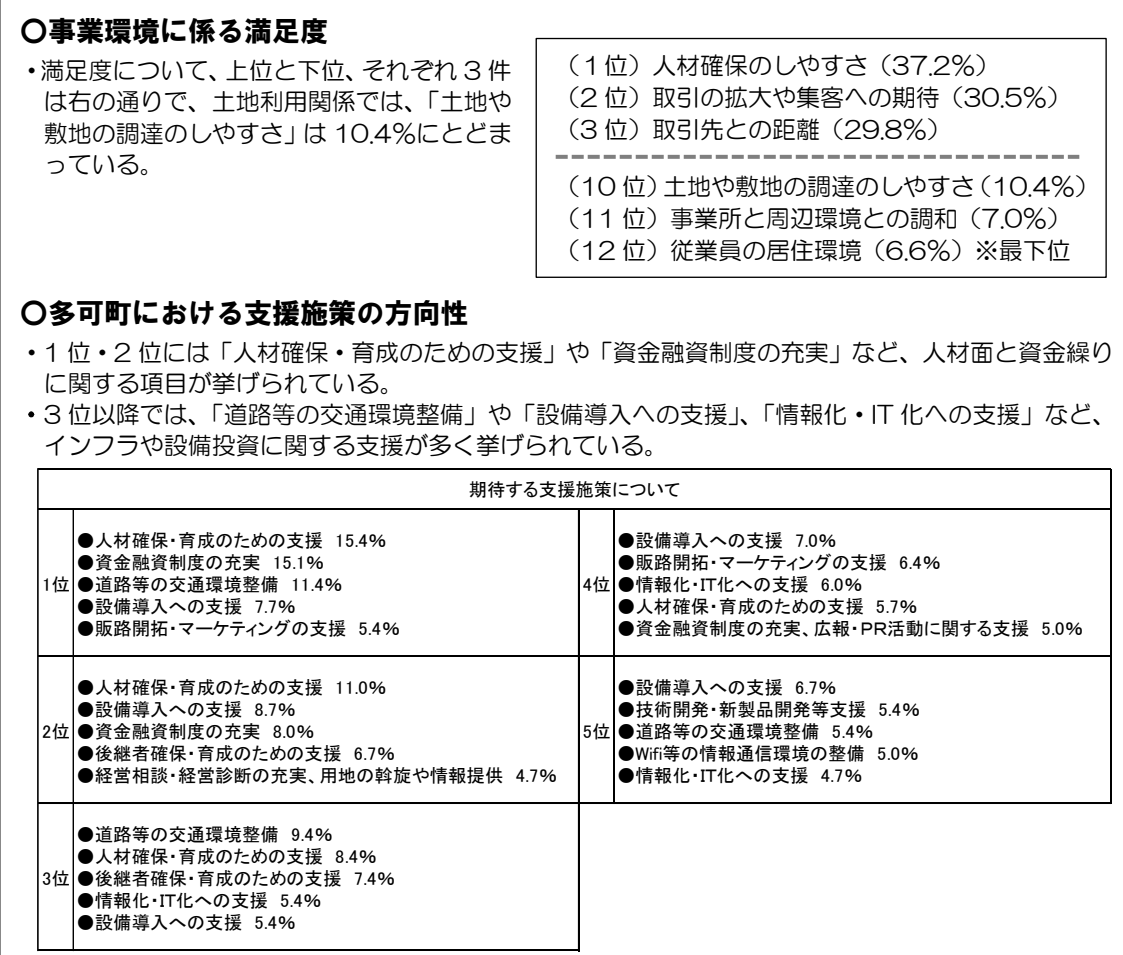 〇事業環境に係る満足度
・満足度について、上位と下位、それぞれ3件
は右の通りで、土地利用関係では、「土地や
敷地の調達のしやすさ」は 10.4%にとどま
っている。
（1位）人材確保のしやすさ（37.2%）
（2位）取引の拡大や集客への期待（30.5%）
（3位）取引先との距離（29.8%）
（10位）土地や敷地の調達のしやすさ（10.4%）
（11位）事業所と周辺環境との調和（7.0%）
（12位）従業員の居住環境（6.6%）※最下位
〇多可町における支援施策の方向性
・1位・2位には「人材確保・育成のための支援」や「資金融資制度の充実」など、人材面と資金繰り
に関する項目が挙げられている。
・3位以降では、「道路等の交通環境整備」や「設備導入への支援」、「情報化・IT化への支援」など、
インフラや設備投資に関する支援が多く挙げられている。
期待する支援施策について
1位
●人材確保・育成のための支援 15.4%
●資金融資制度の充実 15.1%
●道路等の交通環境整備 11.4%
●設備導入への支援 7.7%
●販路開拓・マーケティングの支援 5.4%
4位
●設備導入への支援 7.0%
●販路開拓・マーケティングの支援 6.4%
●情報化・IT化への支援 6.0%
●人材確保・育成のための支援 5.7%
●資金融資制度の充実、広報・PR活動に関する支援 5.0%
2位
●人材確保・育成のための支援 11.0%
●設備導入への支援 8.7%
●資金融資制度の充実 8.0%
●後継者確保・育成のための支援 6.7%
●経営相談・経営診断の充実、用地の斡旋や情報提供 4.7%
5位
●設備導入への支援 6.7%
●技術開発・新製品開発等支援 5.4%
●道路等の交通環境整備 5.4%
●Wifi等の情報通信環境の整備 5.0%
●情報化・IT化への支援 4.7%
3位
●道路等の交通環境整備 9.4%
●人材確保・育成のための支援 8.4%
●後継者確保・育成のための支援 7.4%
●情報化・IT化への支援 5.4%
●設備導入への支援 5.4%